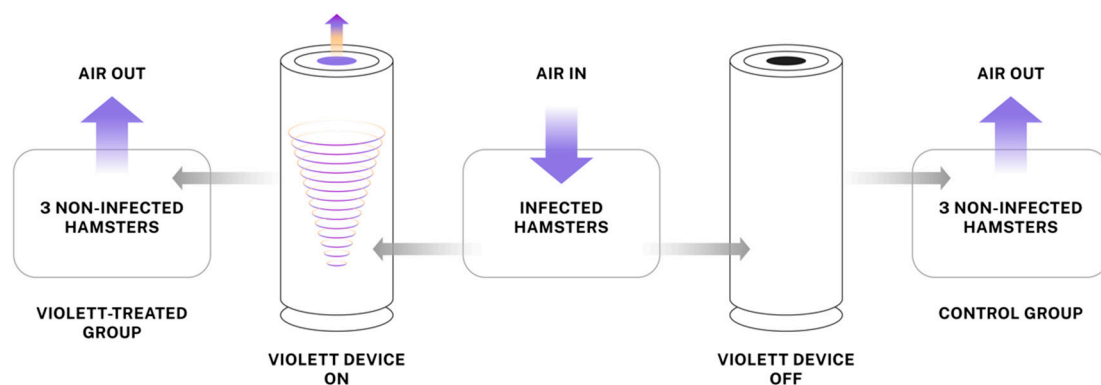 AIR OUT
3 NON-INFECTED
HAMSTERS
VIOLETT-TREATED
GROUP
VIOLETT DEVICE
ON
AIR IN
INFECTED
HAMSTERS
VIOLETT DEVICE
OFF
AIR OUT
3 NON-INFECTED
HAMSTERS
CONTROL GROUP